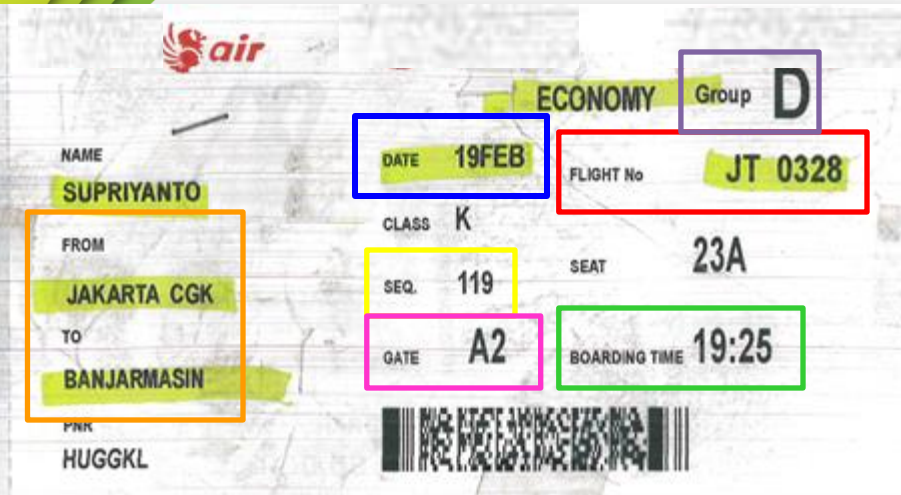 air
ECONOMY Group D
NAME
SUPRIYANTO
DATE 19FEB
FLIGHT No JT 0328
FROM
JAKARTA CGK
CLASS K
SEQ. 119
SEAT 23A
TO
BANJARMASIN
GATE A2
BOARDING TIME 19:25
PNR
HUGGKL